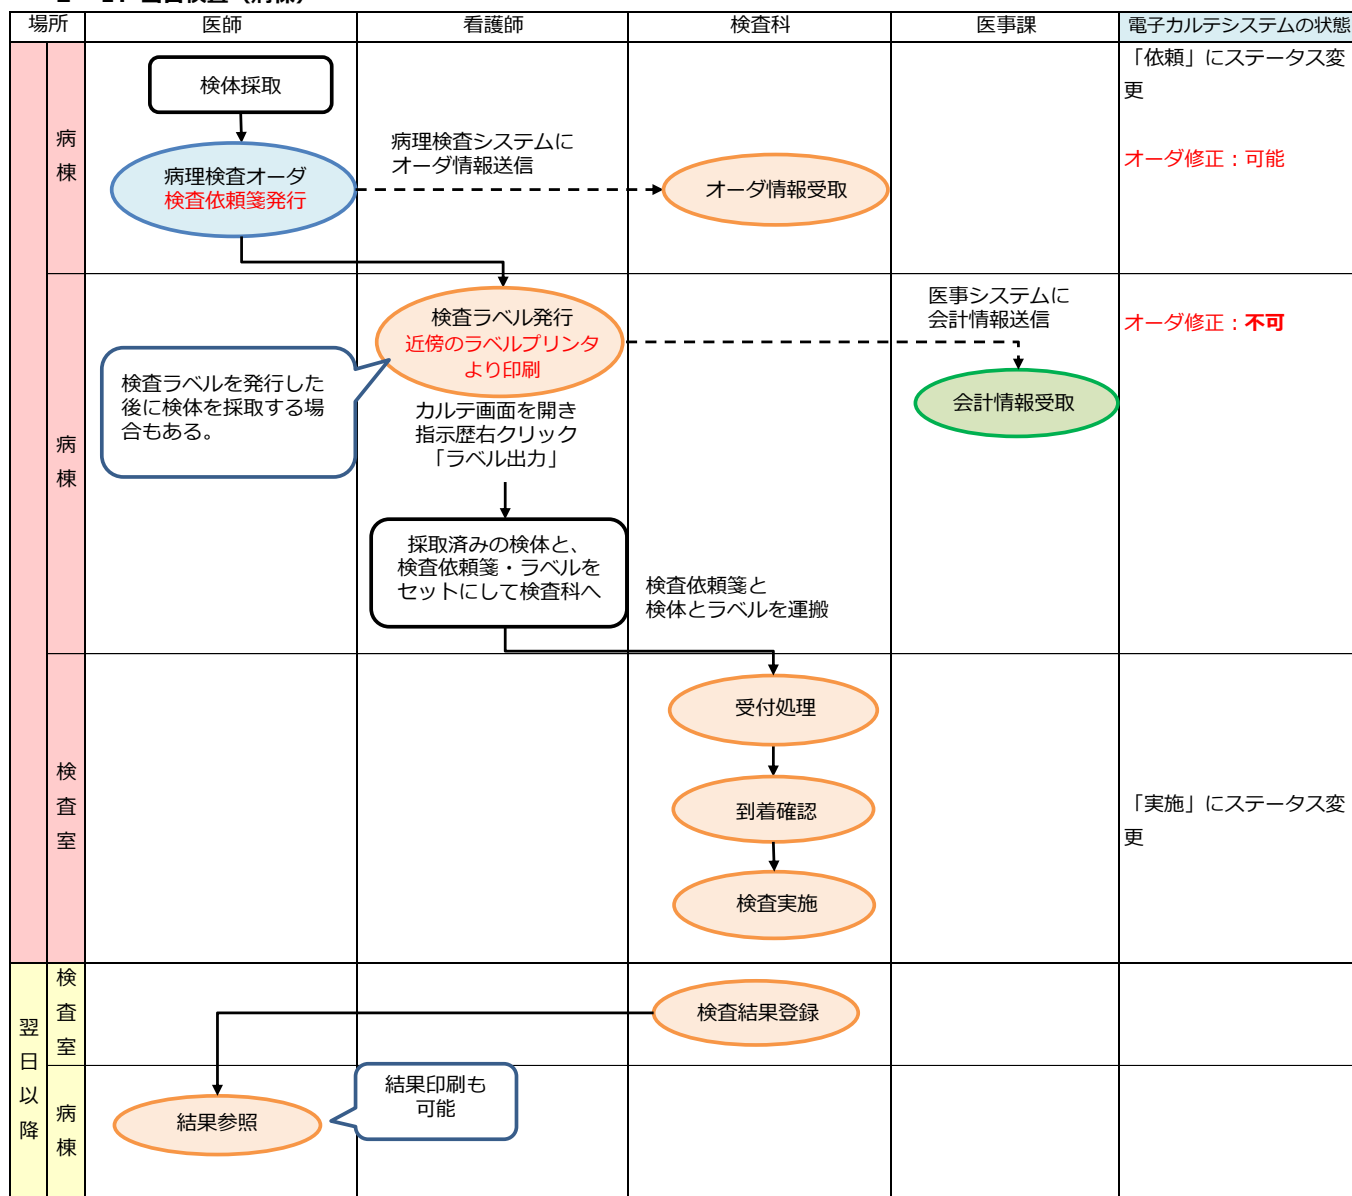 場所
医師
看護師
検査科
医事課
電子カルテシステムの状態
病
棟
検体採取
病理検査オーダ
検査依頼箋発行
病理検査システムに
オーダ情報送信
オーダ情報受取
「依頼」にステータス変
更
オーダ修正：可能
病
棟
検査ラベル発行
近傍のラベルプリンタ
より印刷
検査ラベルを発行した
後に検体を採取する場
合もある。
カルテ画面を開き
指示歴右クリック
「ラベル出力」
医事システムに
会計情報送信
会計情報受取
オーダ修正：不可
採取済みの検体と、
検査依頼箋・ラベルを
セットにして検査科へ
検査依頼箋と
検体とラベルを運搬
検
査
室
受付処理
到着確認
検査実施
「実施」にステータス変
更
翌
日
以
降
検
査
室
検査結果登録
病
棟
結果参照
結果印刷も
可能